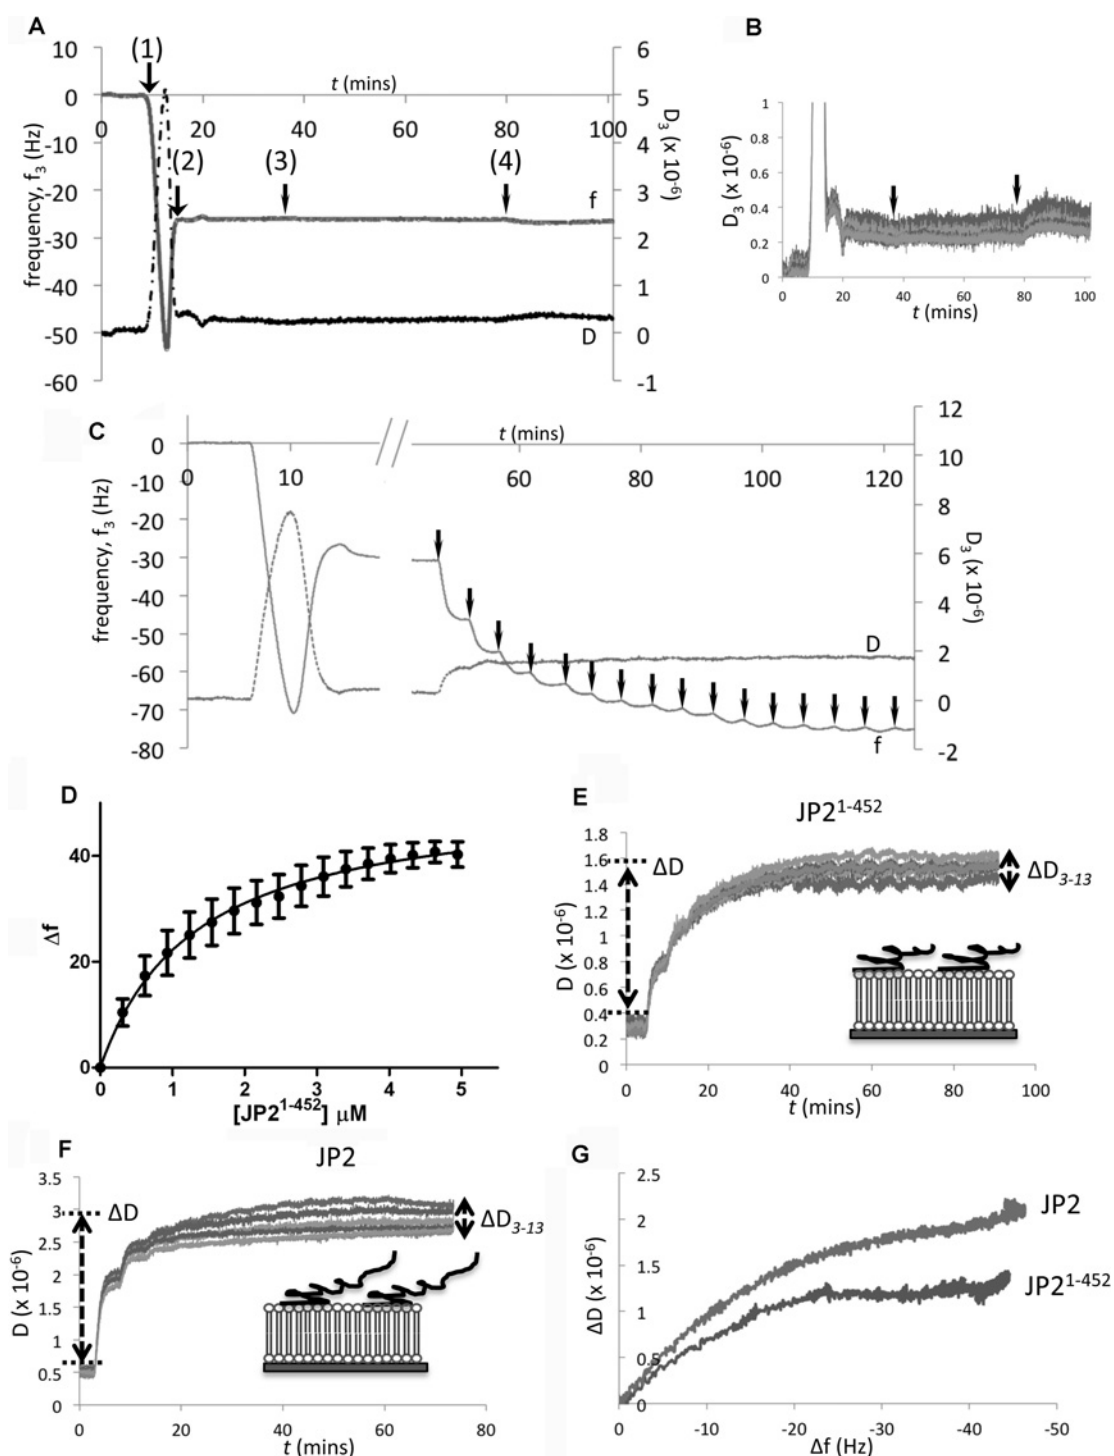 A
(1)
10
0
-10
-20
-30
-40
-50
-60
frequency, f3 (Hz)
t (mins)
0 20 40 60 80 100
(2) (3) (4)
f
D
6
5
4
3
2
1
0
-1
D3 (x 10-6)
B
1
0.8
0.6
0.4
0.2
0
D3 (x 10-6)
0 20 40 60 80 100
t (mins)
C
0
-10
-20
-30
-40
-50
-60
-70
-80
frequency, f3 (Hz)
t (mins)
0 10 60 80 100 120
D
f
12
10
8
6
4
2
0
-2
D3 (x 10-6)
D
40
20
0
Δf
0 1 2 3 4 5
[JP21-452] μM
E
JP21-452
1.8
1.6
1.4
1.2
1.0
0.8
0.6
0.4
0.2
0
D (x 10-6)
ΔD
ΔD3-13
0 20 40 60 80 100
t (mins)
F
JP2
3.5
3
2.5
2
1.5
1
0.5
0
D (x 10-6)
ΔD
ΔD3-13
0 20 40 60 80
t (mins)
G
2.5
2
1.5
1
0.5
0
ΔD (x 10-6)
JP2
JP21-452
-10 -20 -30 -40 -50
Δf (Hz)